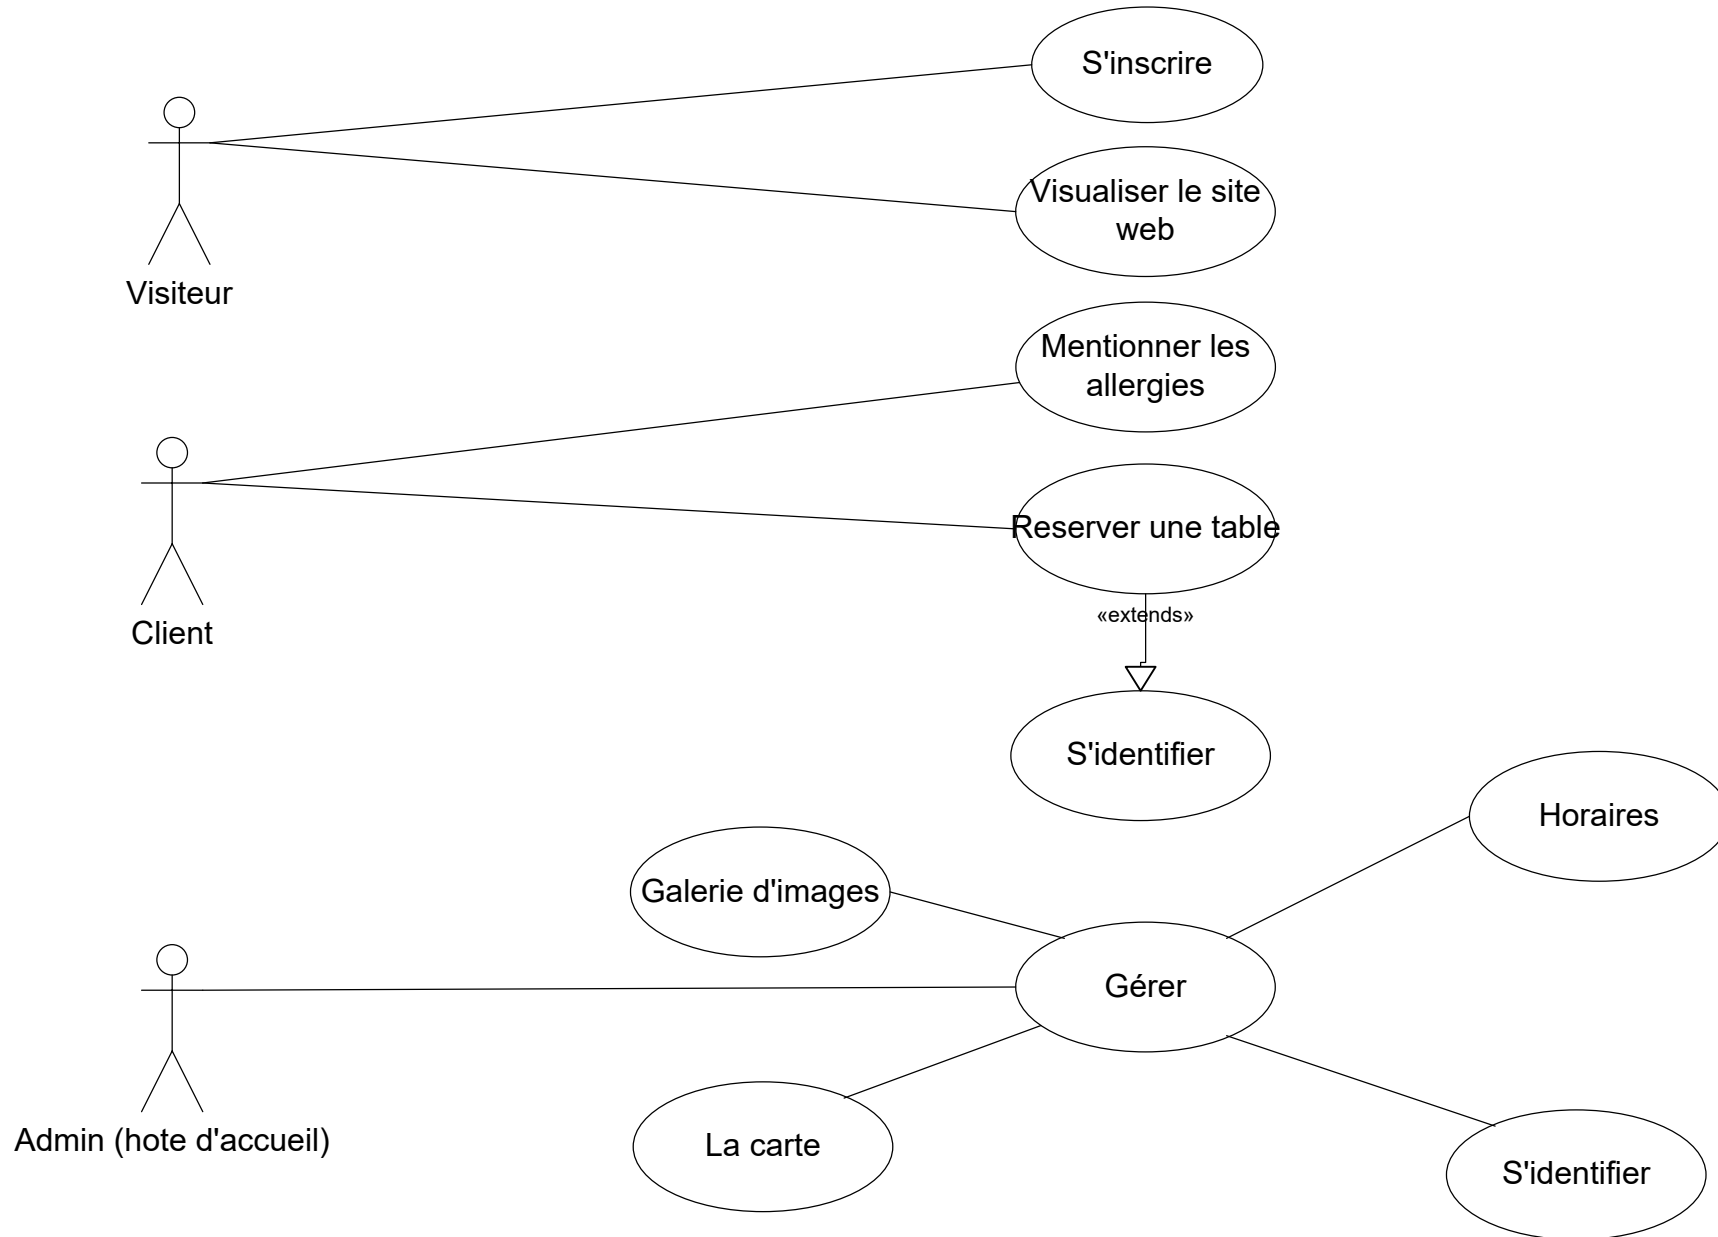 S'inscrire
Visualiser le site
web
Visiteur
Mentionner les
allergies
Reserver une table
«extends»
Client
S'identifier
Horaires
Galerie d'images
Gérer
Admin (hote d'accueil)
La carte
S'identifier